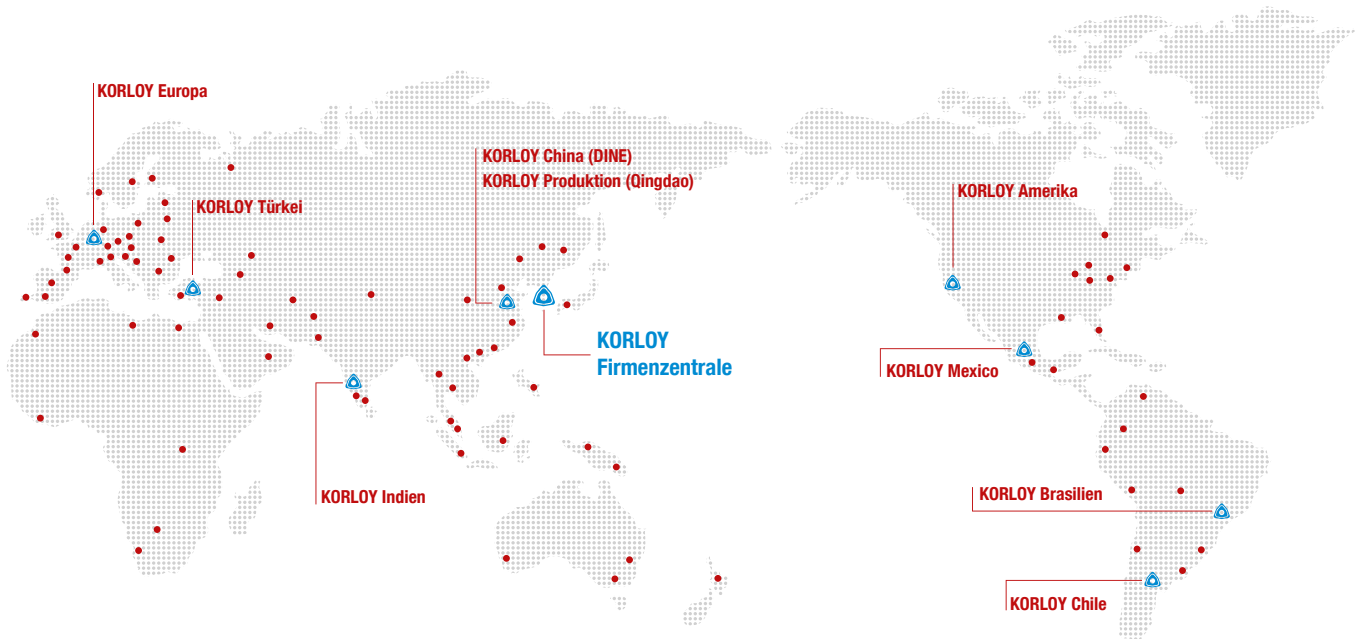 KORLOY Europa
KORLOY China (DINE)
KORLOY Produktion (Qingdao)
KORLOY Amerika
KORLOY Türkei
KORLOY
Firmenzentrale
KORLOY Mexico
KORLOY Indien
KORLOY Brasilien
KORLOY Chile